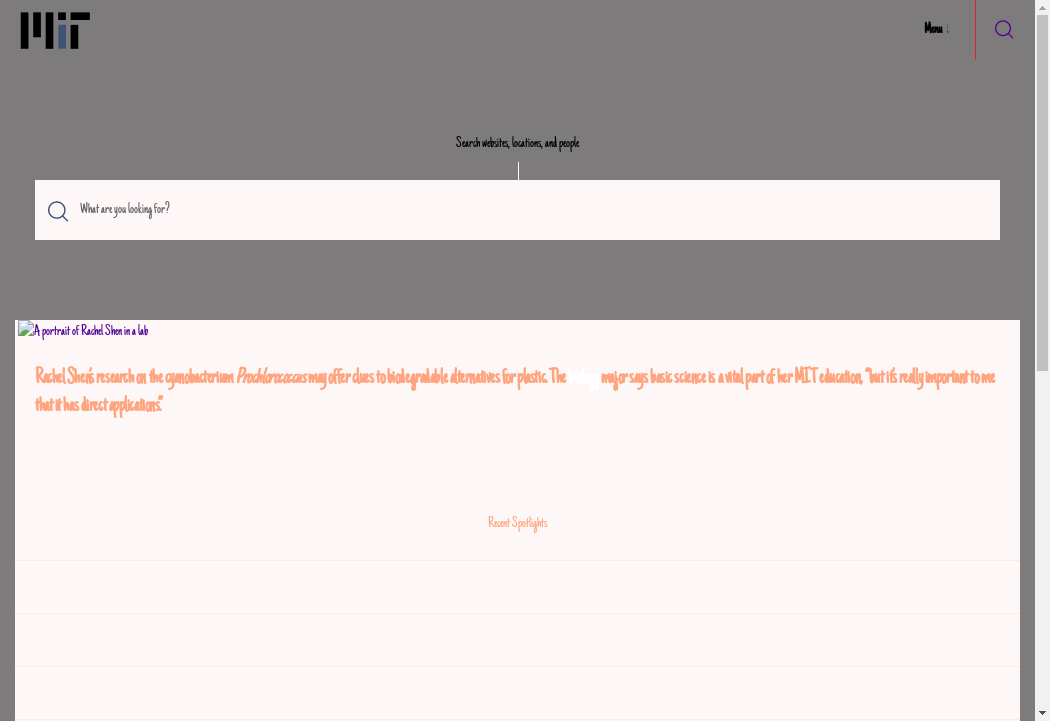 MIT
Menu ↓
Search websites, locations, and people
What are you looking for?
A portrait of Rachel Shen in a lab
Rachel Shen's research on the cyanobacterium Prochlorococcus may offer clues to biodegradable alternatives for plastic. The major says basic science is a vital part of her MIT education, “but it's really important to me
that it has direct applications.”
Recent Spotlights